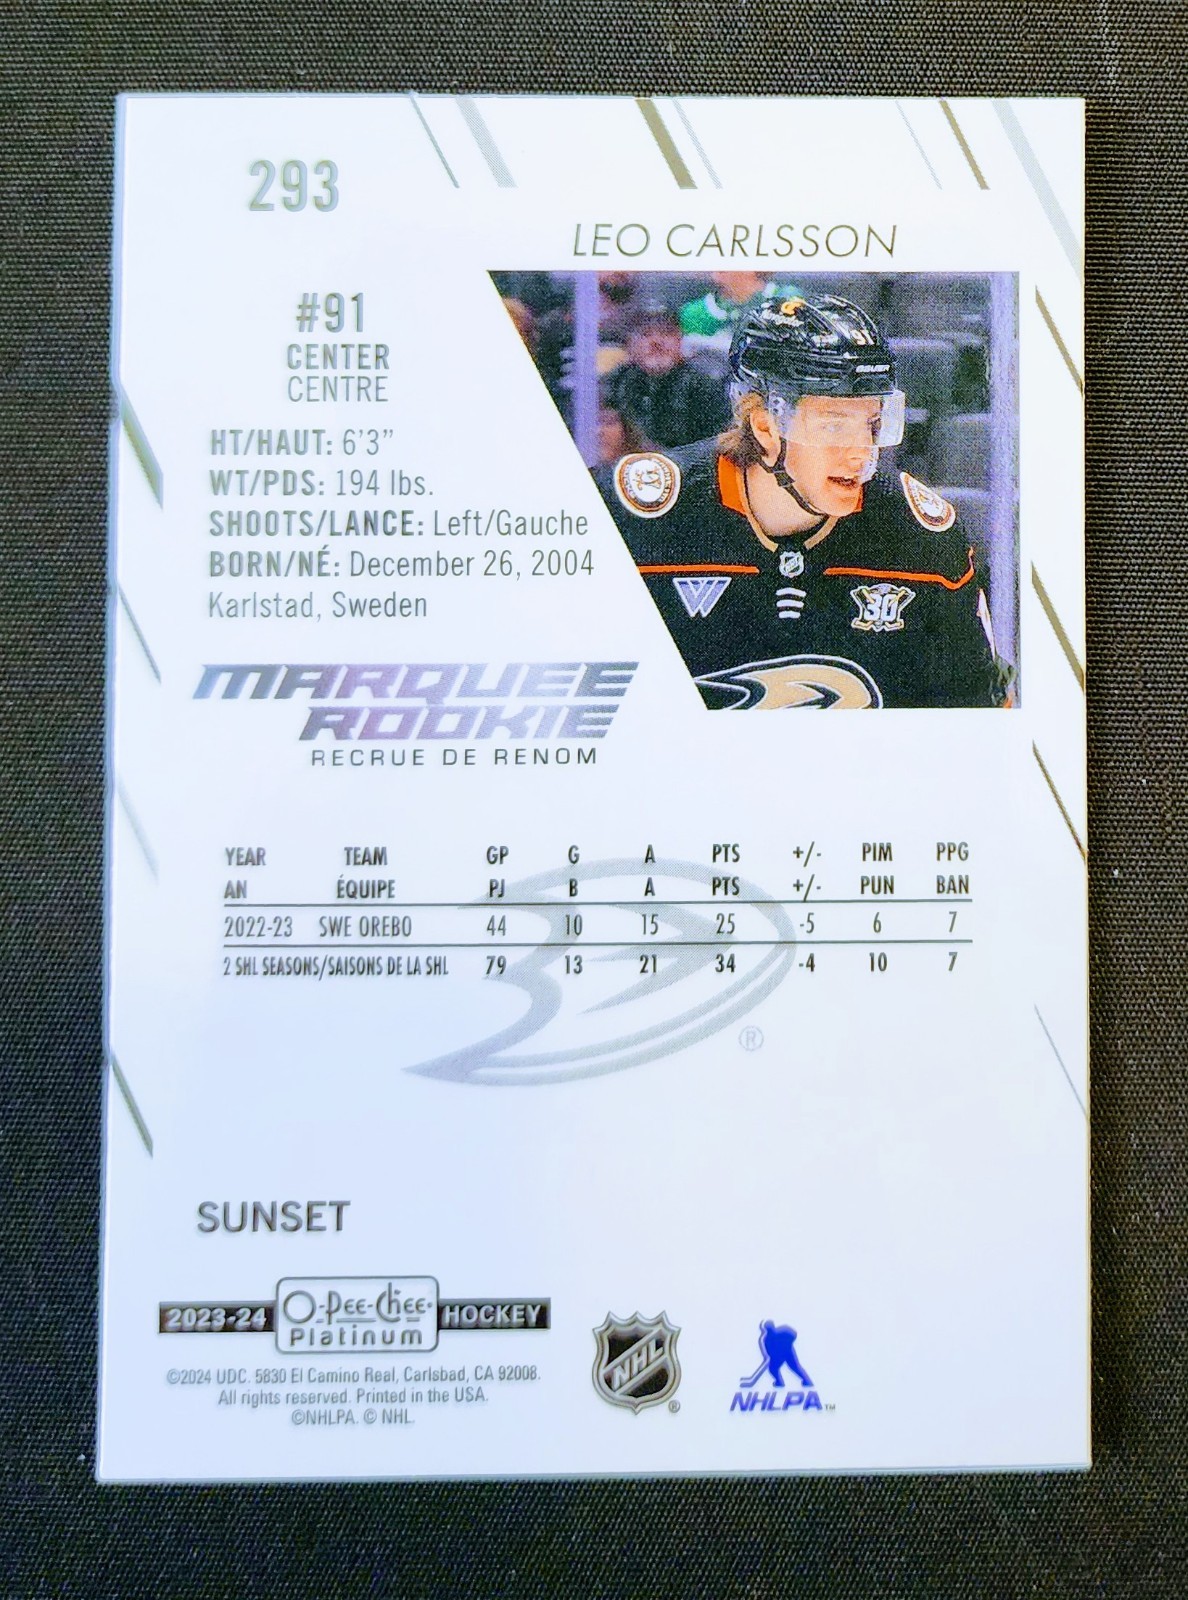 293
LEO CARLSSON
#91
CENTER
CENTRE
HT/HAUT: 6'3"
WT/PDS: 194 lbs.
SHOOTS/LANCE: Left/Gauche
BORN/NÉ: December 26, 2004
Karlstad, Sweden
91
BAUER
30
MARQUEE
ROOKIE
RECRUE DE RENOM
YEAR TEAM GP G A PTS +/- PIM PPG
AN ÉQUIPE PJ B A PTS +/- PUN BAN
2022-23 SWE OREBO 44 10 15 25 -5 6 7
2 SHL SEASONS/SAISONS DE LA SHL 79 13 21 34 -4 10 7
®
SUNSET
2023-24 O-Pee-Chee Platinum HOCKEY
©2024 UDC. 5830 El Camino Real, Carlsbad, CA 92008.
All rights reserved. Printed in the USA.
©NHLPA. © NHL.
NHL®
NHLPA™